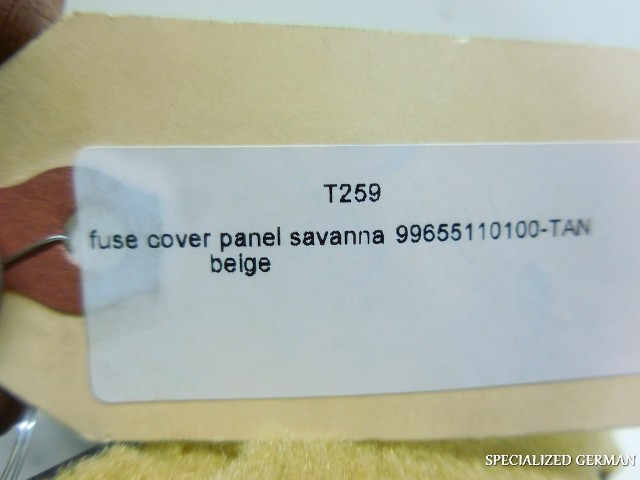 T259
fuse cover panel savanna 99655110100-TAN
beige
SPECIALIZED GERMAN